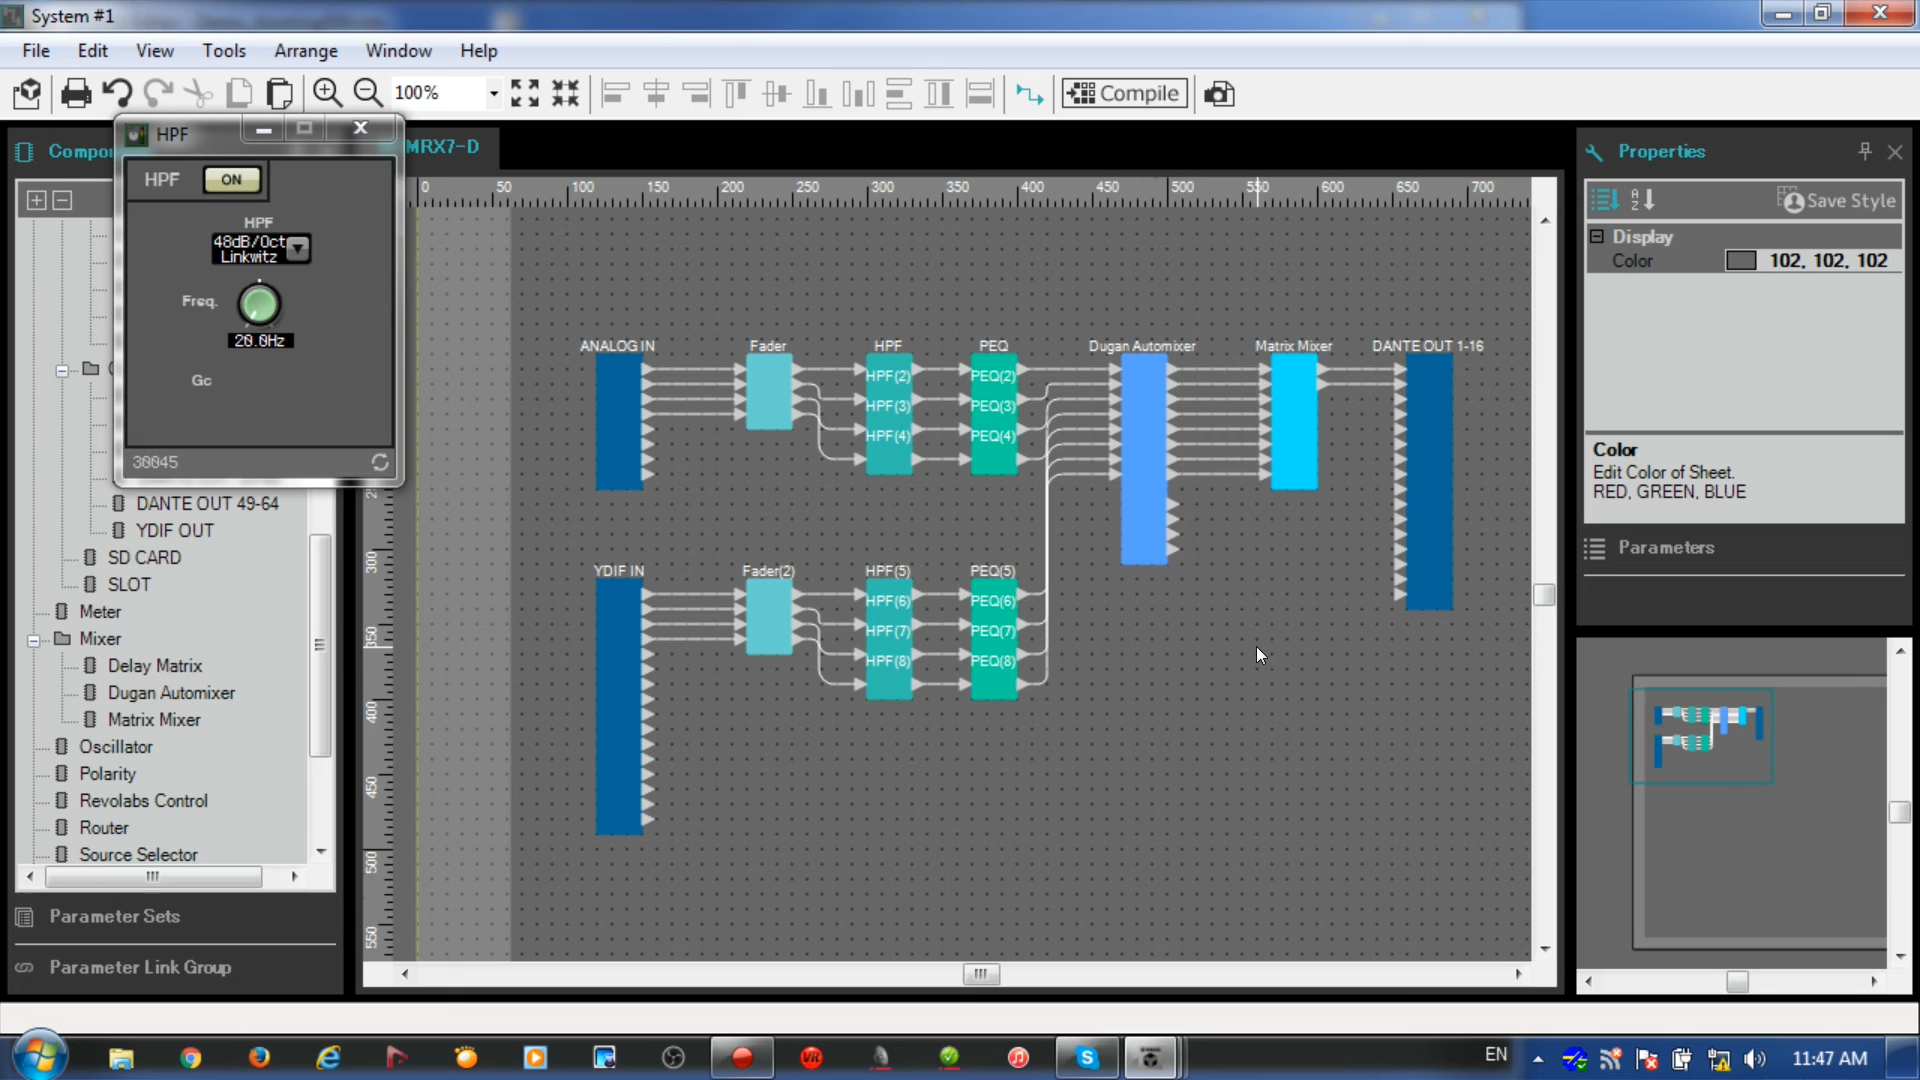 System #1
File Edit View Tools Arrange Window Help
100%
Compile
HPF
MRX7-D
HPF ON
HPF
48dB/Oct
Linkwitz
Freq.
20.0Hz
Gc
30045
DANTE OUT 49-64
YDIF OUT
SD CARD
SLOT
Meter
Mixer
Delay Matrix
Dugan Automixer
Matrix Mixer
Oscillator
Polarity
Revolabs Control
Router
Source Selector
Parameter Sets
Parameter Link Group
0 50 100 150 200 250 300 350 400 450 500 550 600 650 700
300
350
400
450
500
550
ANALOG IN Fader HPF PEQ Dugan Automixer Matrix Mixer DANTE OUT 1-16
HPF(2) PEQ(2)
HPF(3) PEQ(3)
HPF(4) PEQ(4)
YDIF IN Fader(2) HPF(5) PEQ(5)
HPF(6) PEQ(6)
HPF(7) PEQ(7)
HPF(8) PEQ(8)
Properties
Save Style
Display
Color 102, 102, 102
Color
Edit Color of Sheet.
RED, GREEN, BLUE
Parameters
EN 11:47 AM